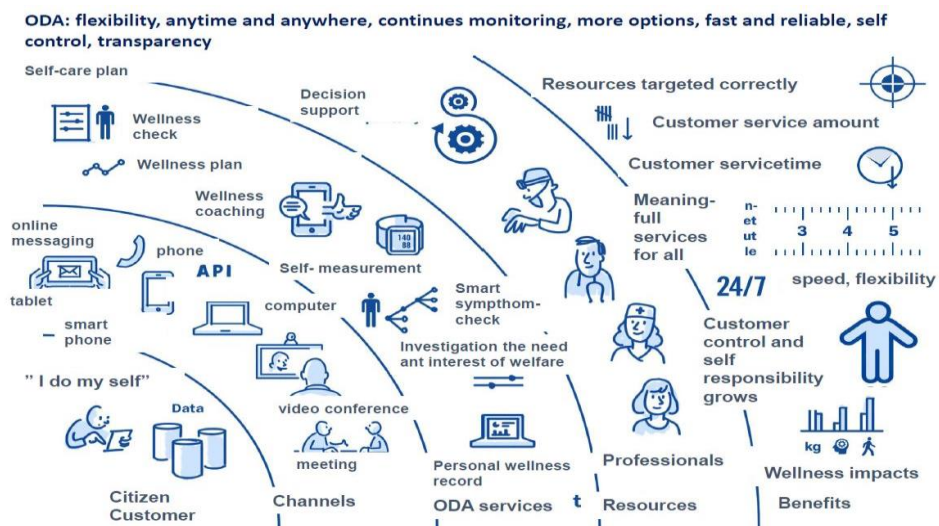 ODA: flexibility, anytime and anywhere, continues monitoring, more options, fast and reliable, self
control, transparency
Self-care plan
Wellness
check
Wellness plan
Decision
support
Wellness
coaching
140
88
Self- measurement
Smart
sympthom-
check
Investigation the need
ant interest of welfare
Personal wellness
record
ODA services
online
messaging
phone
API
tablet
smart
phone
computer
video conference
meeting
Channels
" I do my self"
Data
Citizen
Customer
t
Professionals
Resources
Resources targeted correctly
Customer service amount
Customer servicetime
Meaning-
full
services
for all
n-
et
ut
le
3 4 5
24/7
speed, flexibility
Customer
control and
self
responsibility
grows
kg
Wellness impacts
Benefits